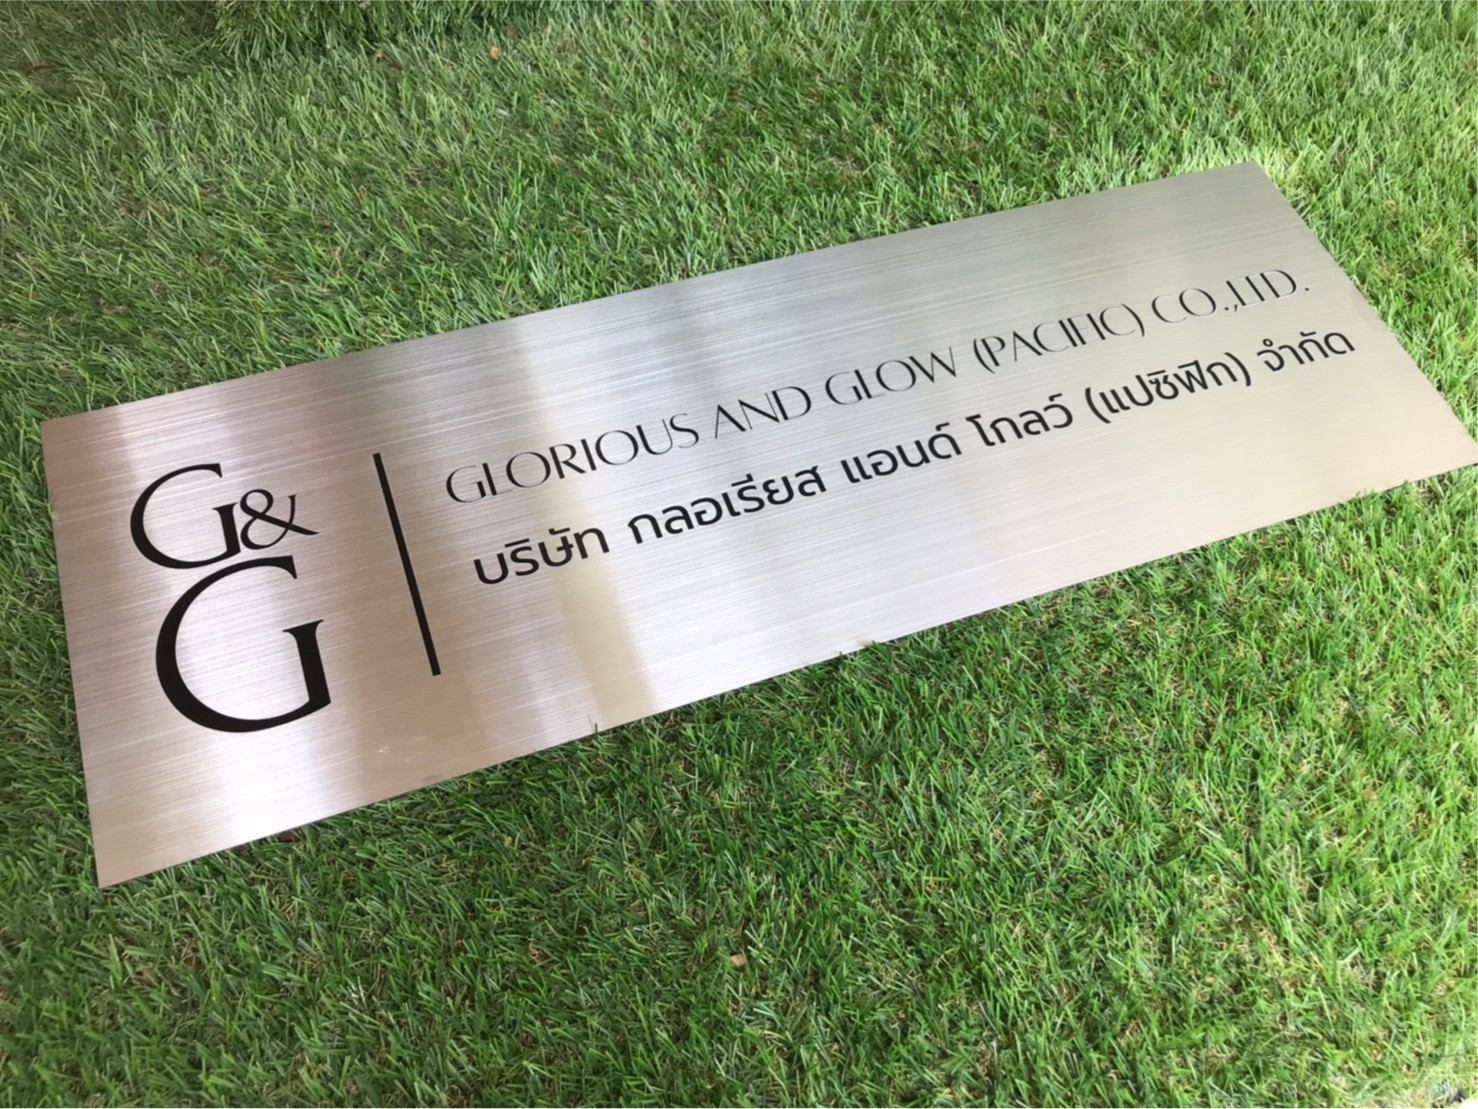 G&
G
GLORIOUS AND GLOW (PACIFIC) CO.,LTD.
บริษัท กลอเรียส แอนด์ โกลว์ (แปซิฟิก) จำกัด